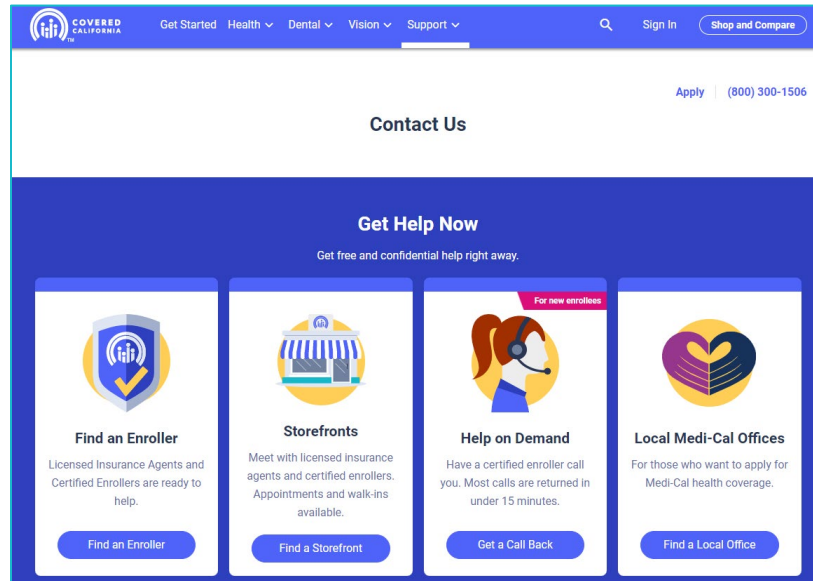 COVERED
CALIFORNIA
TM
Get Started Health Dental Vision Support Sign In Shop and Compare
Apply (800) 300-1506
Contact Us
Get Help Now
Get free and confidential help right away.
For new enrollees
Find an Enroller
Licensed Insurance Agents and
Certified Enrollers are ready to
help.
Find an Enroller
Storefronts
Meet with licensed insurance
agents and certified enrollers.
Appointments and walk-ins
available.
Find a Storefront
Help on Demand
Have a certified enroller call
you. Most calls are returned in
under 15 minutes.
Get a Call Back
Local Medi-Cal Offices
For those who want to apply for
Medi-Cal health coverage.
Find a Local Office